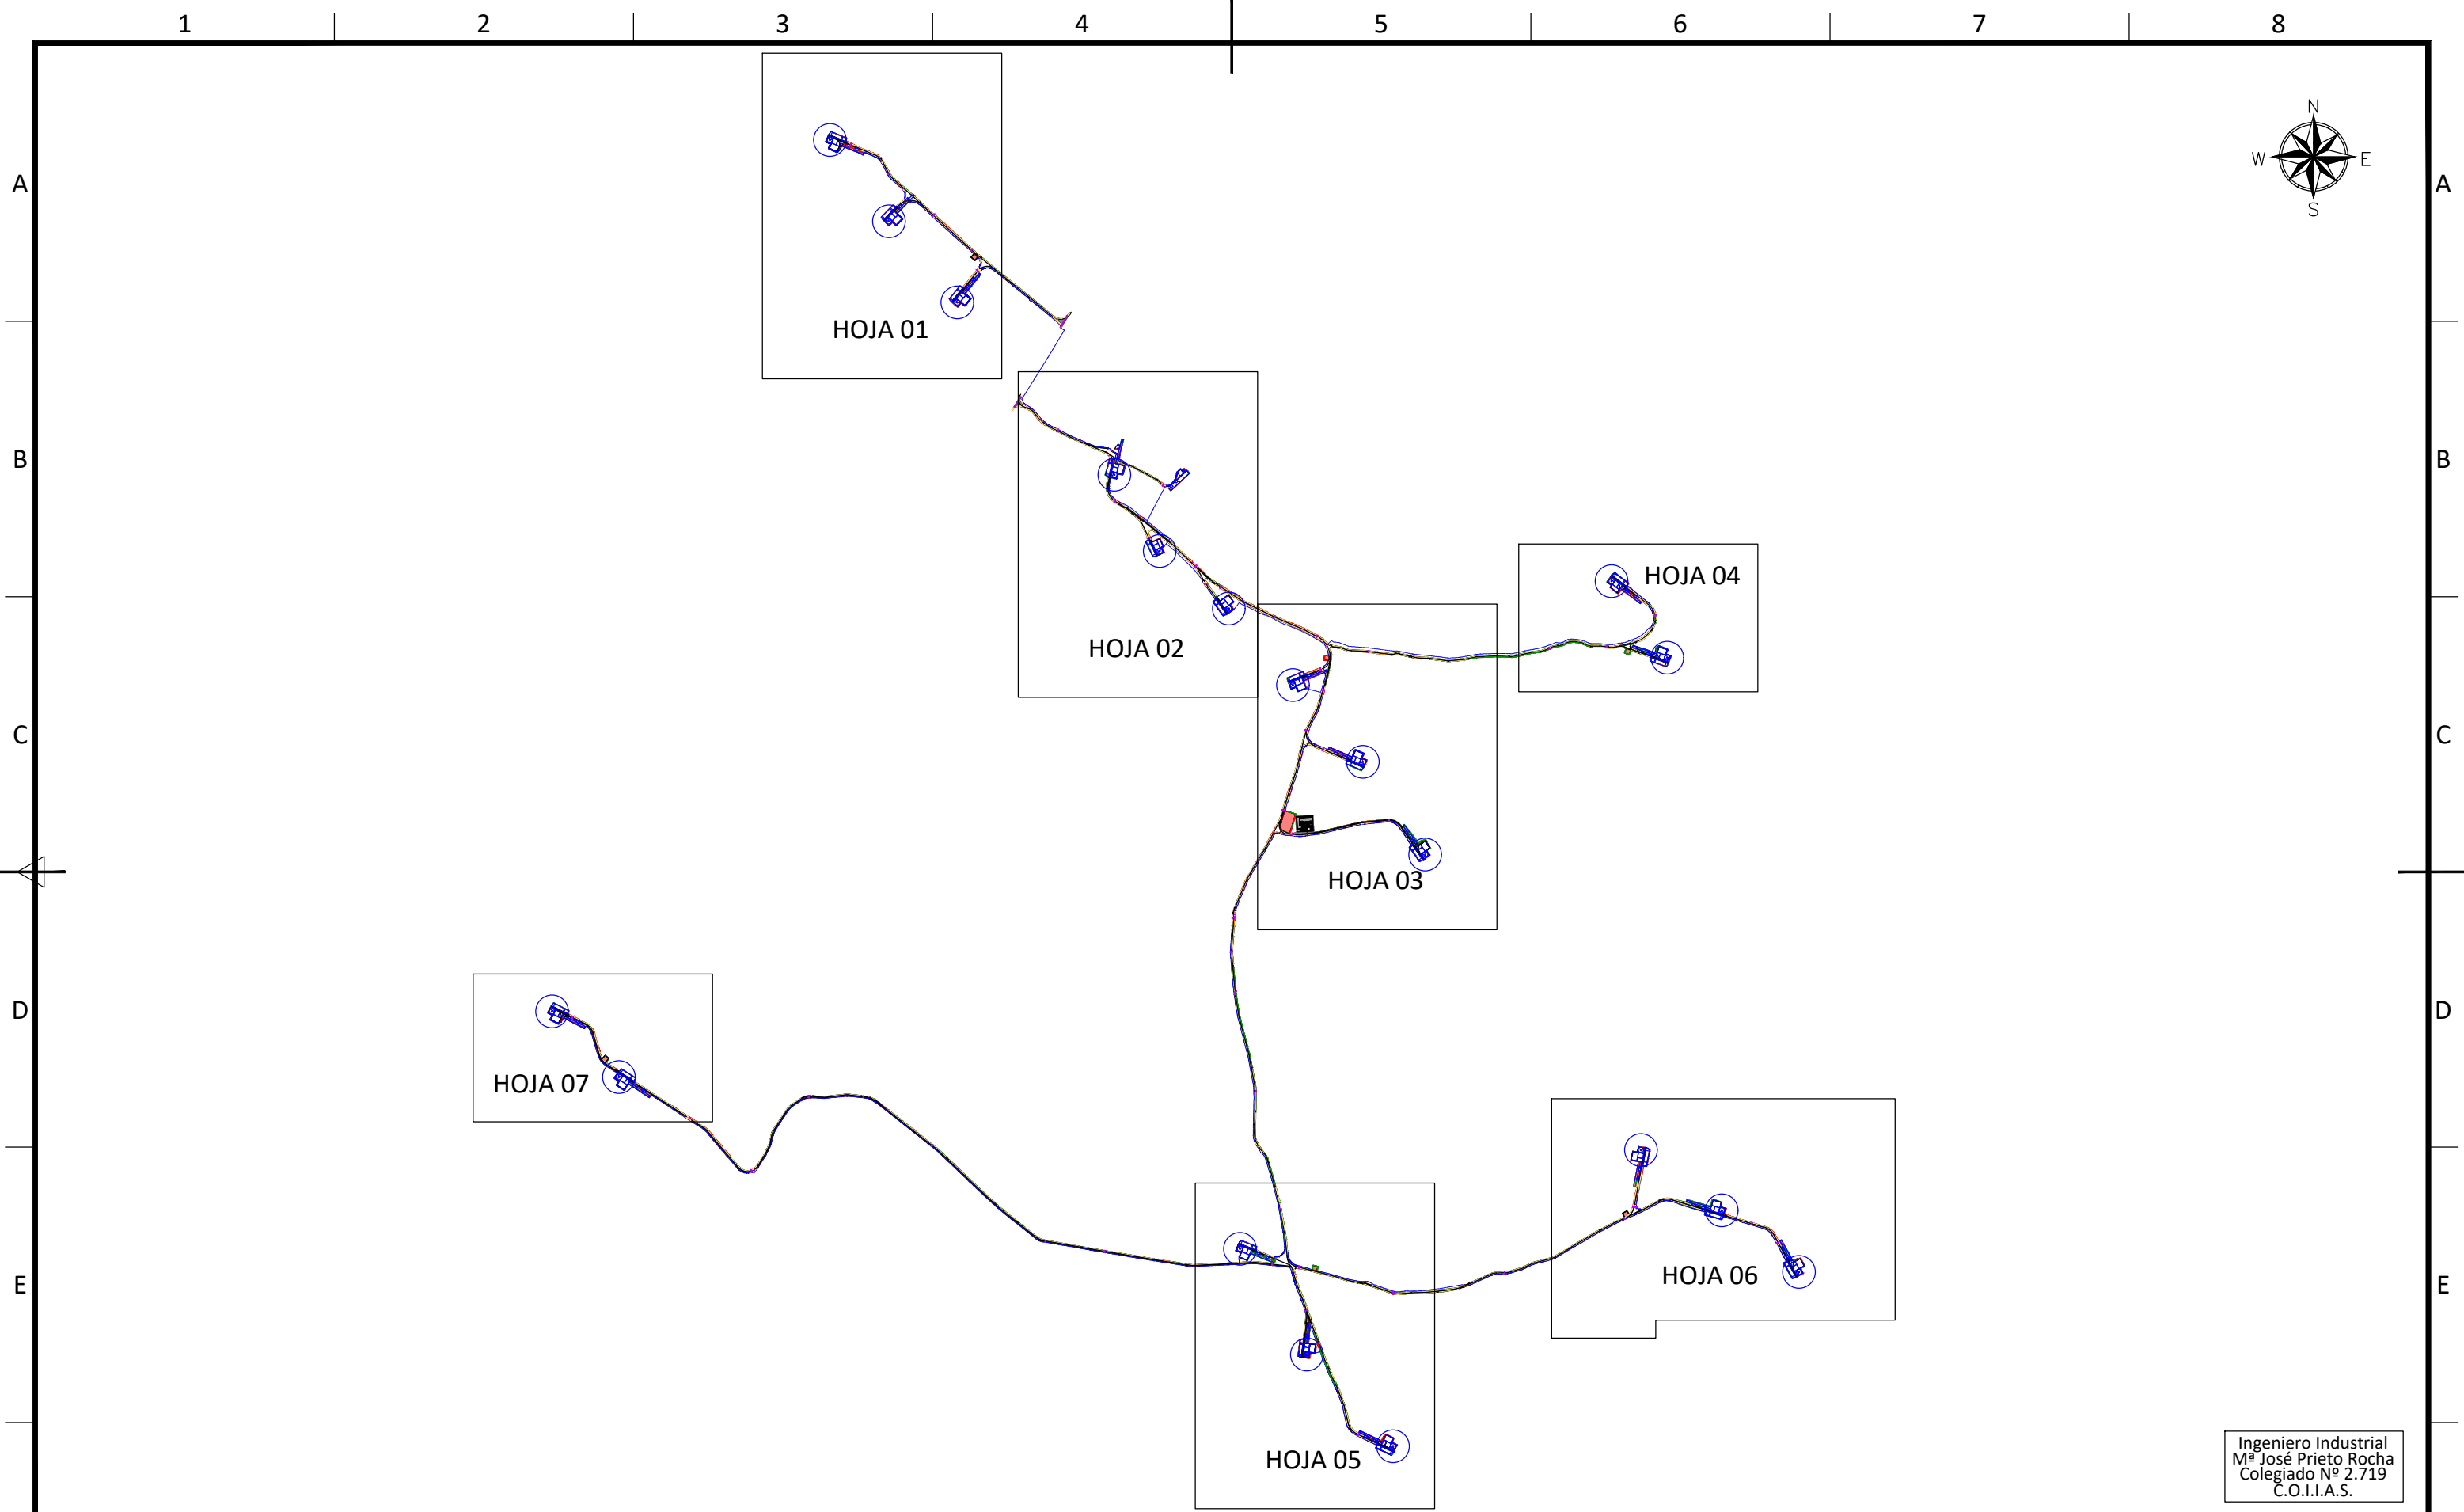 1 2 3 4 5 6 7 8
N
W E
S
A A
HOJA 01
B B
HOJA 04
HOJA 02
C C
HOJA 03
D D
HOJA 07
E E
HOJA 06
HOJA 05
Ingeniero Industrial
Mª José Prieto Rocha
Colegiado Nº 2.719
C.O.I.I.A.S.